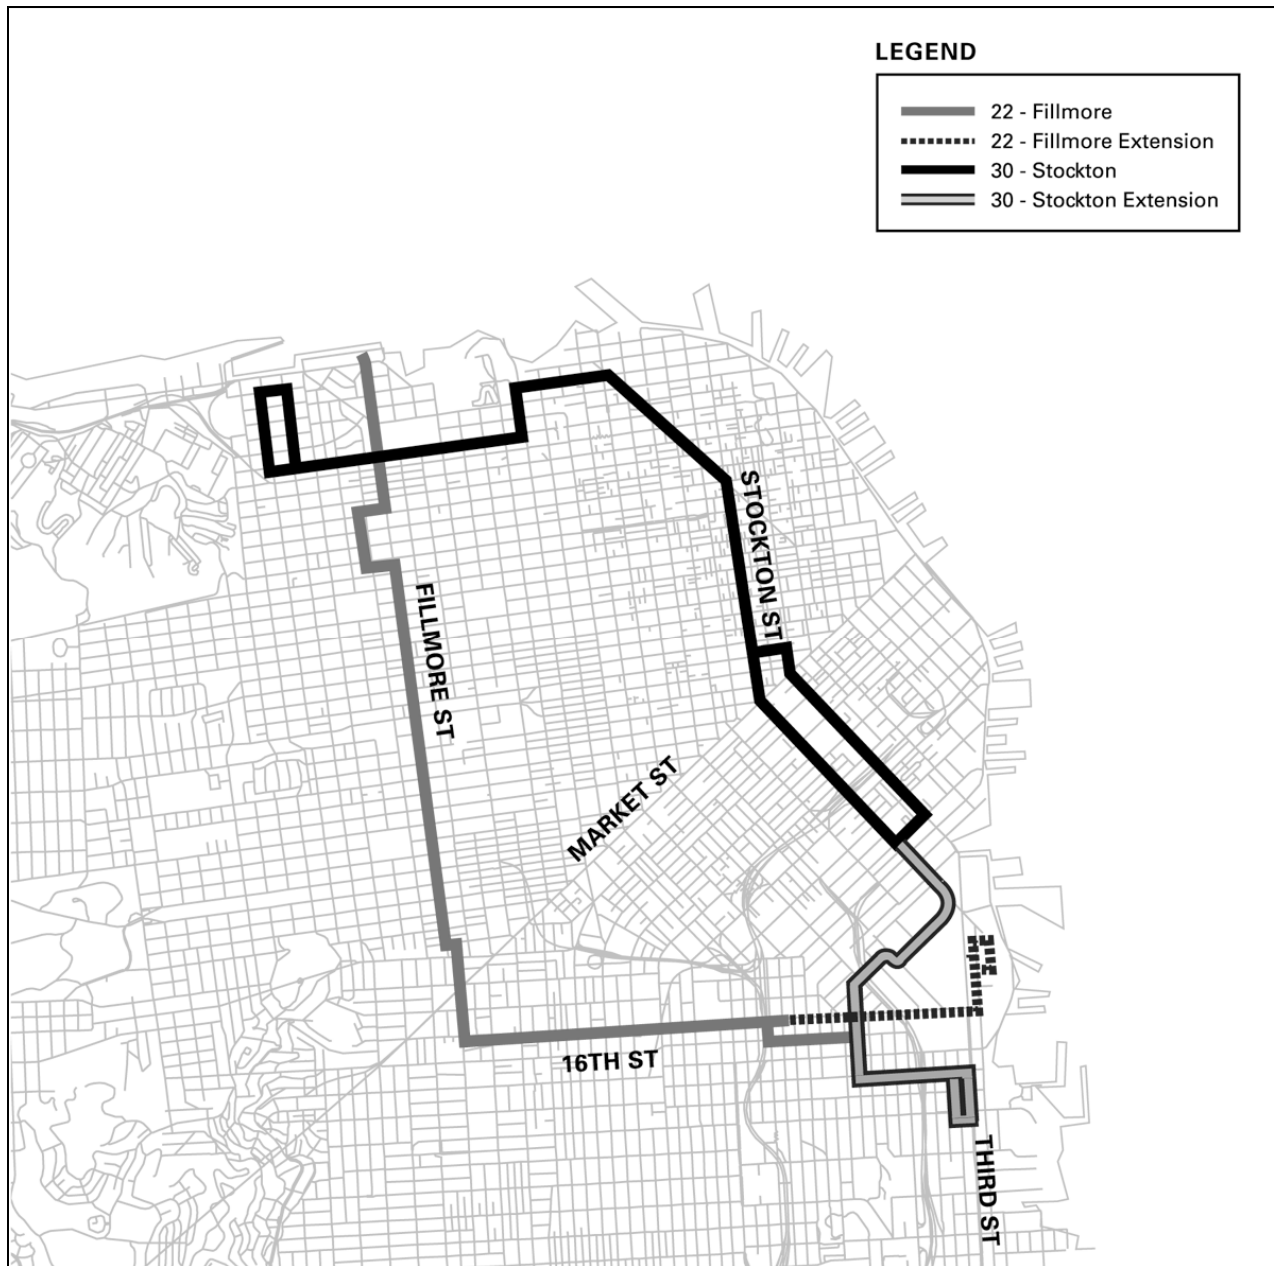 LEGEND
22 - Fillmore
22 - Fillmore Extension
30 - Stockton
30 - Stockton Extension
STOCKTON ST
FILLMORE ST
MARKET ST
16TH ST
THIRD ST